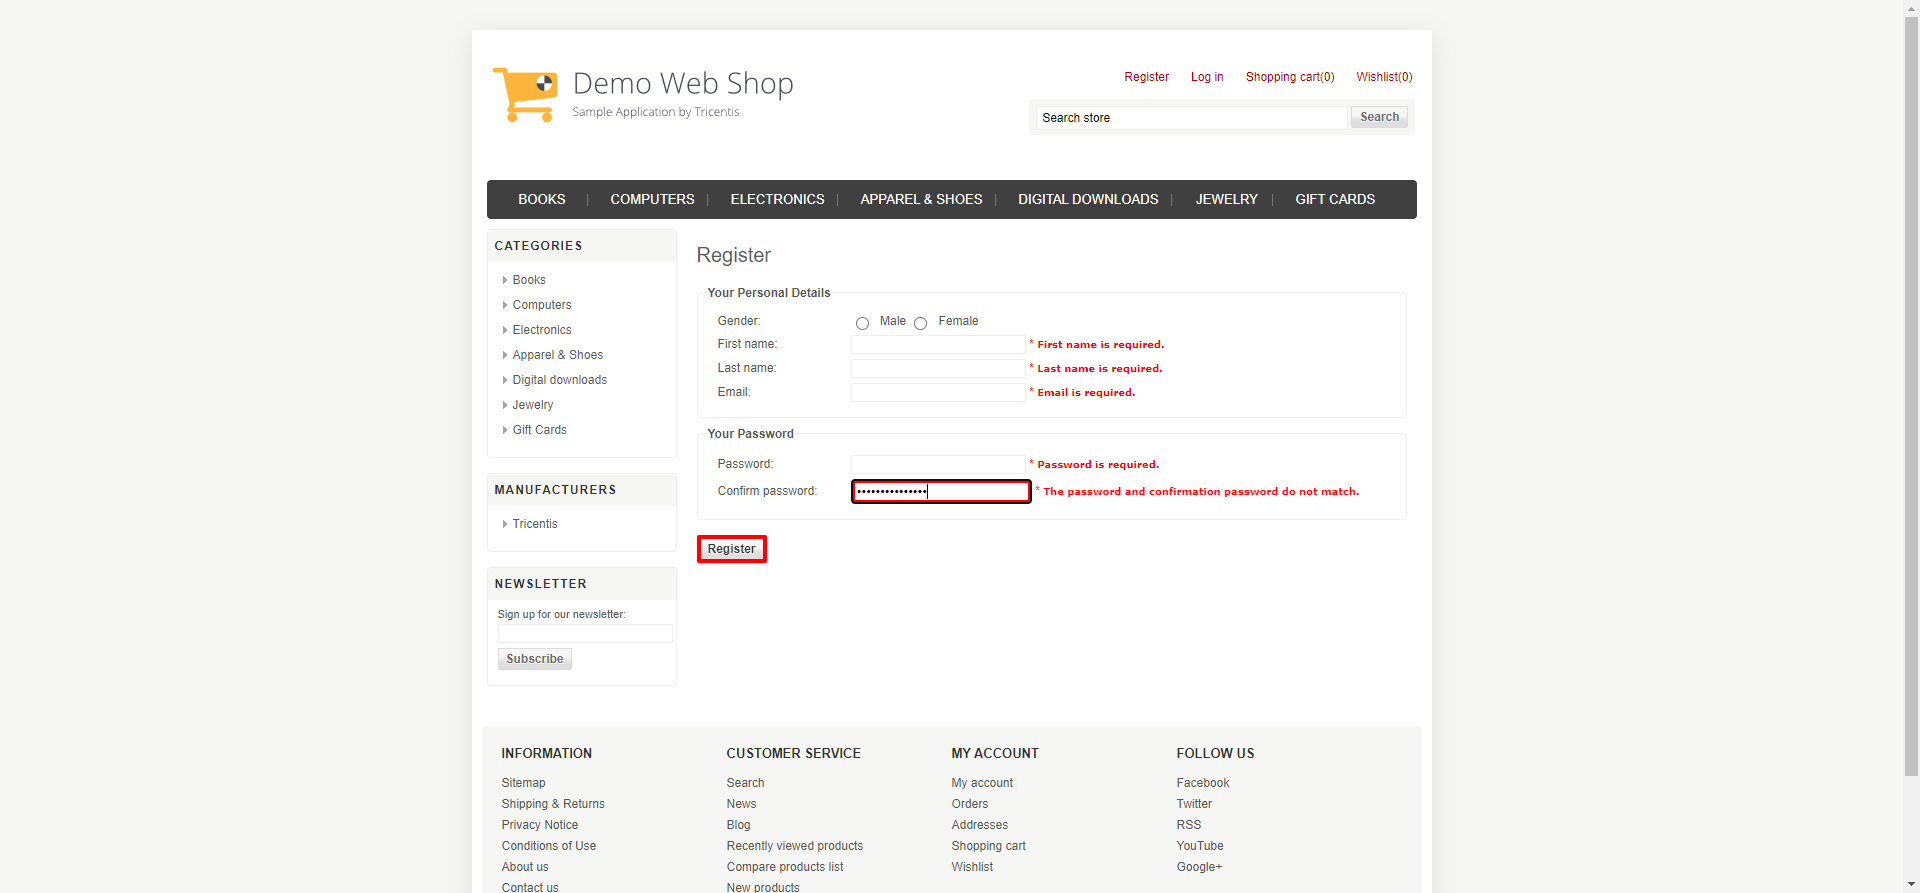 Demo Web Shop
Sample Application by Tricentis
Register Log in Shopping cart(0) Wishlist(0)
Search store Search
BOOKS COMPUTERS ELECTRONICS APPAREL & SHOES DIGITAL DOWNLOADS JEWELRY GIFT CARDS
CATEGORIES
Books
Computers
Electronics
Apparel & Shoes
Digital downloads
Jewelry
Gift Cards
MANUFACTURERS
Tricentis
NEWSLETTER
Sign up for our newsletter:
Subscribe
Register
Your Personal Details
Gender: Male Female
First name: * First name is required.
Last name: * Last name is required.
Email: * Email is required.
Your Password
Password: * Password is required.
Confirm password: ••••••••••••••• * The password and confirmation password do not match.
Register
INFORMATION
Sitemap
Shipping & Returns
Privacy Notice
Conditions of Use
About us
Contact us
CUSTOMER SERVICE
Search
News
Blog
Recently viewed products
Compare products list
New products
MY ACCOUNT
My account
Orders
Addresses
Shopping cart
Wishlist
FOLLOW US
Facebook
Twitter
RSS
YouTube
Google+